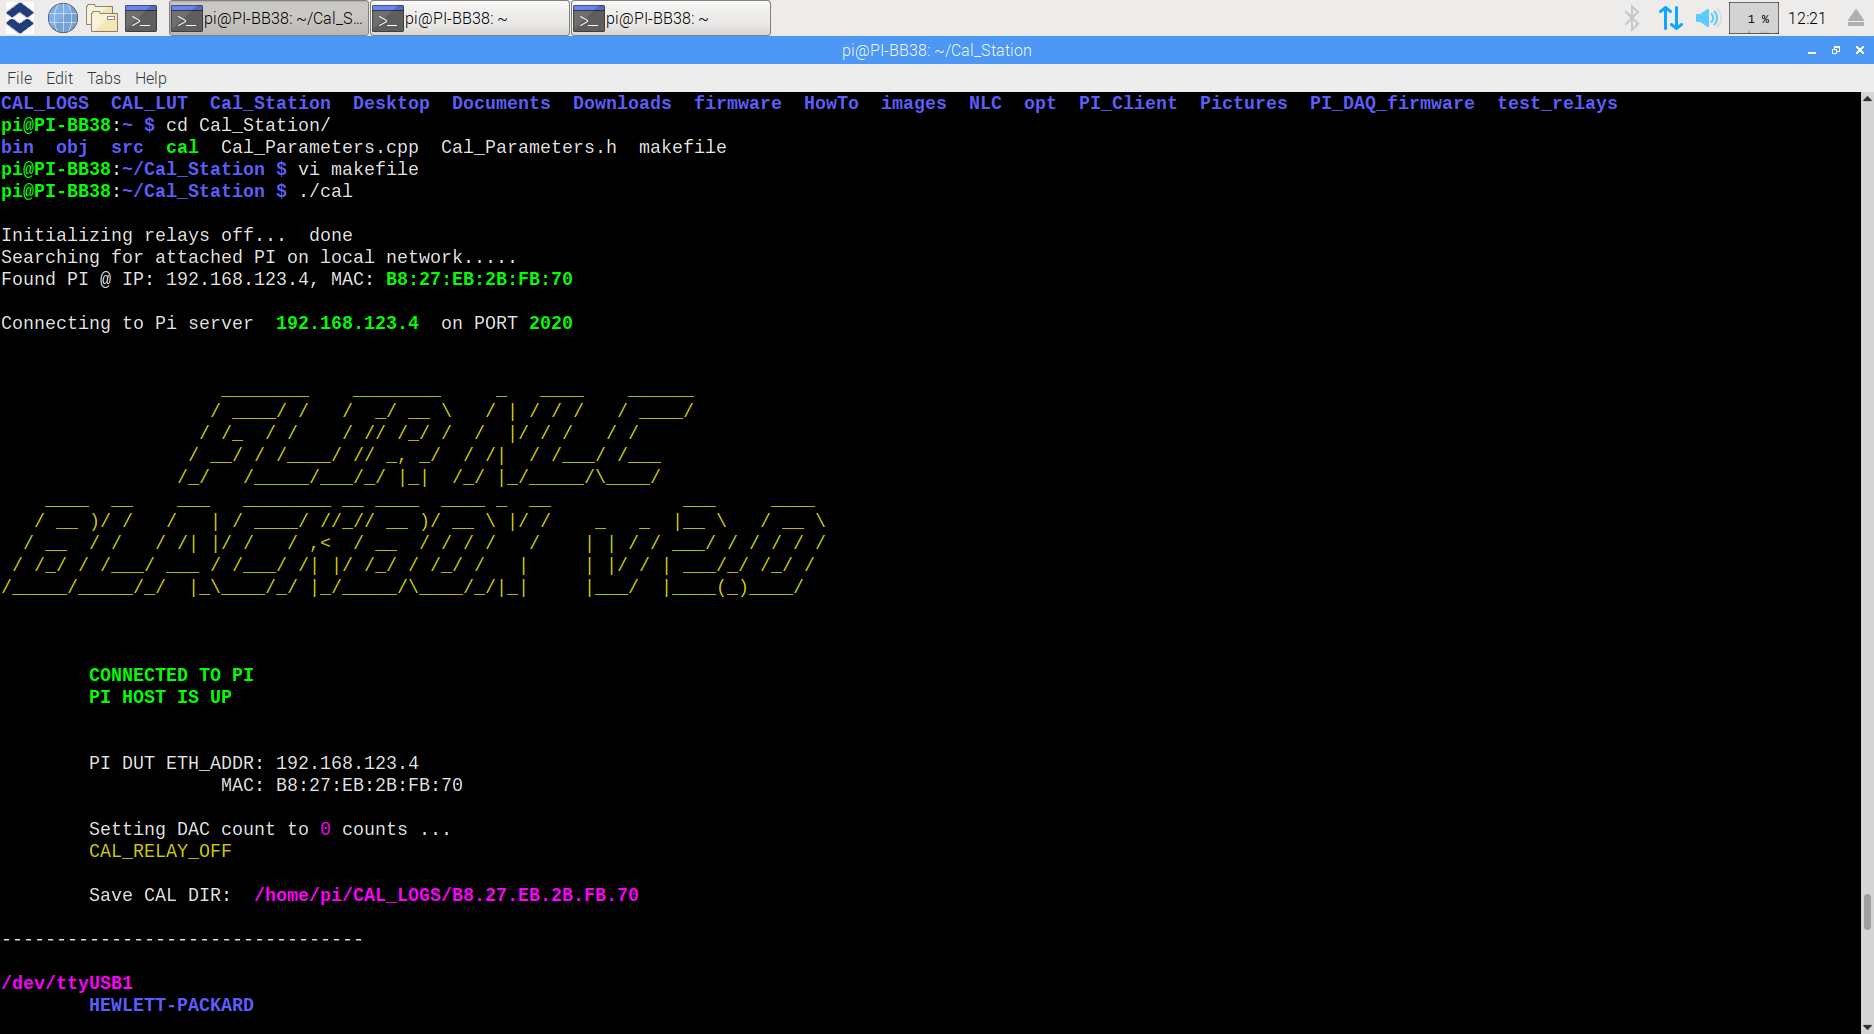 pi@PI-BB38: ~/Cal_S... pi@PI-BB38: ~ pi@PI-BB38: ~ 1 % 12:21
pi@PI-BB38: ~/Cal_Station
File Edit Tabs Help
CAL_LOGS CAL_LUT Cal_Station Desktop Documents Downloads firmware HowTo images NLC opt PI_Client Pictures PI_DAQ_firmware test_relays
pi@PI-BB38:~ $ cd Cal_Station/
bin obj src cal Cal_Parameters.cpp Cal_Parameters.h makefile
pi@PI-BB38:~/Cal_Station $ vi makefile
pi@PI-BB38:~/Cal_Station $ ./cal
Initializing relays off... done
Searching for attached PI on local network.....
Found PI @ IP: 192.168.123.4, MAC: B8:27:EB:2B:FB:70
Connecting to Pi server 192.168.123.4 on PORT 2020
FLIR NLC
BLACKBOX v2.0
CONNECTED TO PI
PI HOST IS UP
PI DUT ETH_ADDR: 192.168.123.4
MAC: B8:27:EB:2B:FB:70
Setting DAC count to 0 counts ...
CAL_RELAY_OFF
Save CAL DIR: /home/pi/CAL_LOGS/B8.27.EB.2B.FB.70
---------------------------------
/dev/ttyUSB1
HEWLETT-PACKARD